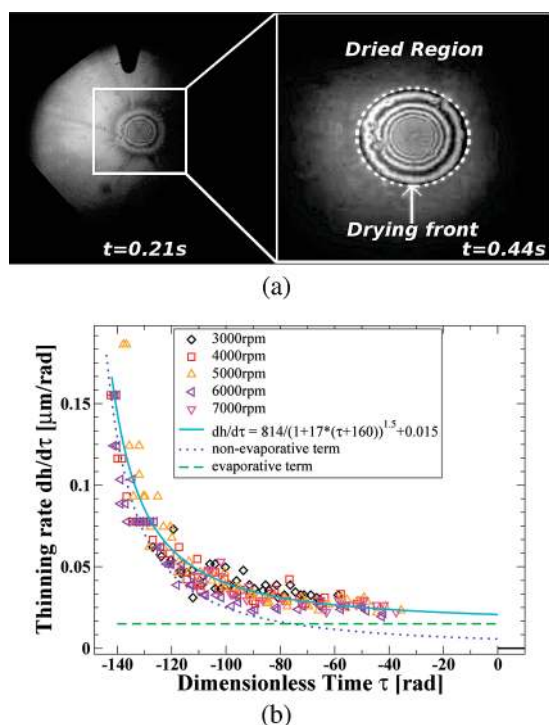 Dried Region
Drying front
t=0.21s
t=0.44s
(a)
Thinning rate dh/dτ [μm/rad]
0.15
0.1
0.05
0
3000rpm
4000rpm
5000rpm
6000rpm
7000rpm
dh/dτ = 814/(1+17*(τ+160))^1.5+0.015
non-evaporative term
evaporative term
-140 -120 -100 -80 -60 -40 -20 0
Dimensionless Time τ [rad]
(b)